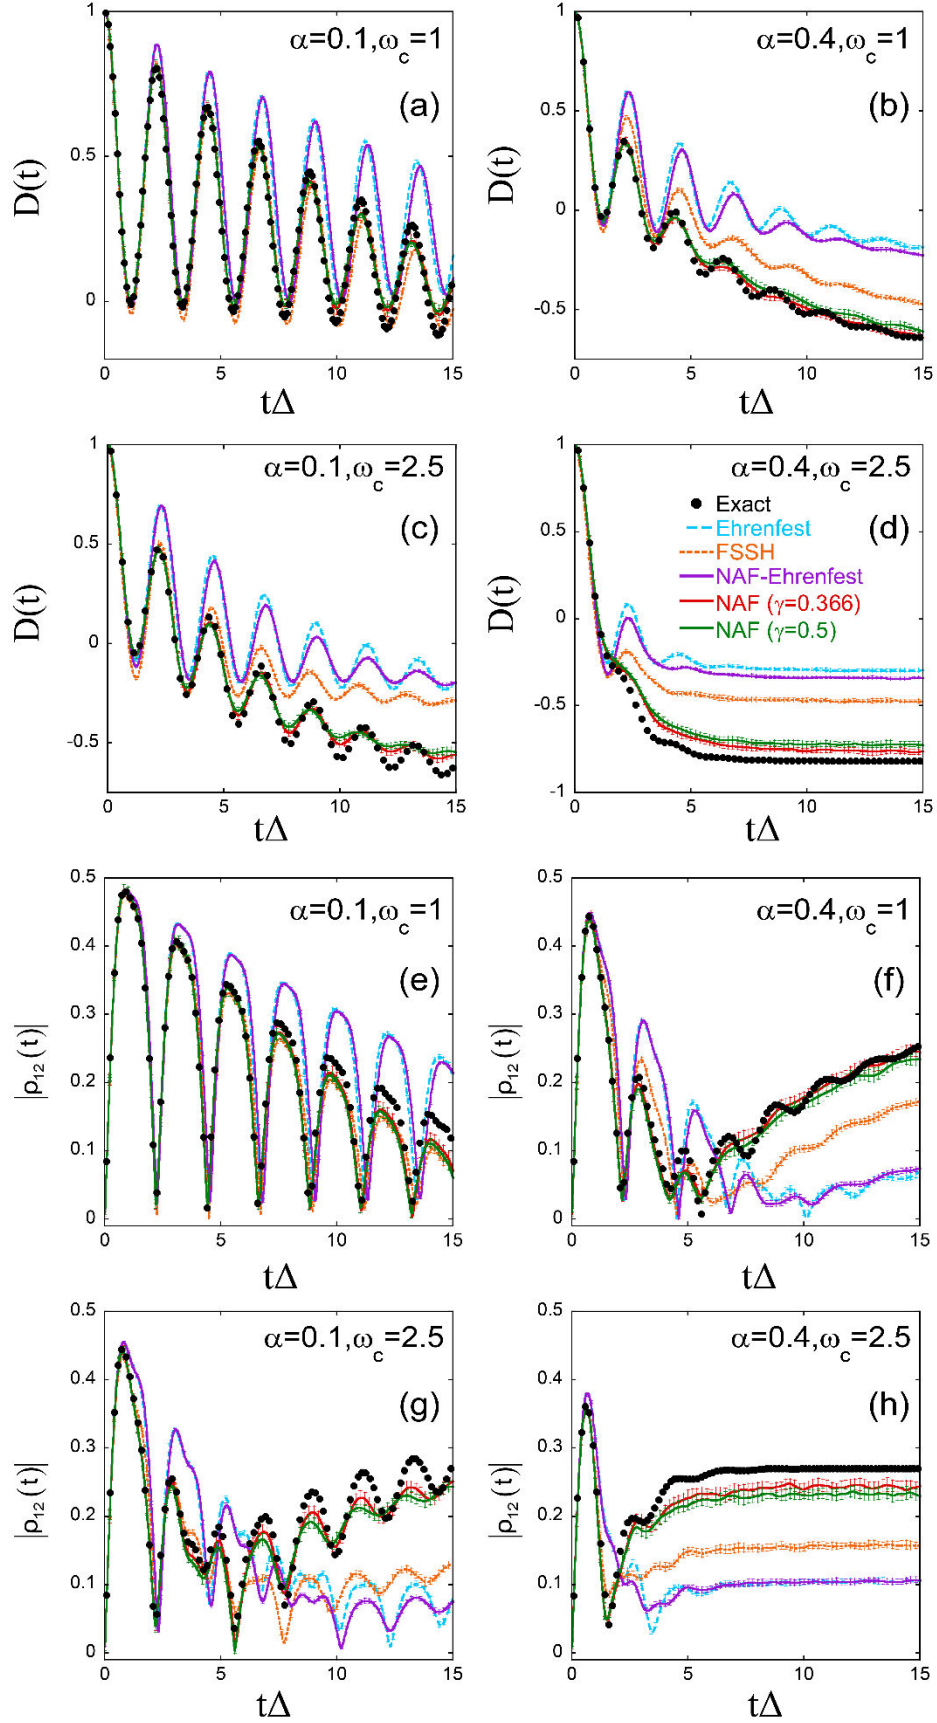 α=0.1,ω_c=1
(a)
D(t)
1
0.5
0
0
5
10
15
tΔ
α=0.4,ω_c=1
(b)
D(t)
1
0.5
0
-0.5
0
5
10
15
tΔ
α=0.1,ω_c=2.5
(c)
D(t)
1
0.5
0
-0.5
0
5
10
15
tΔ
α=0.4,ω_c=2.5
(d)
Exact
Ehrenfest
FSSH
NAF-Ehrenfest
NAF (γ=0.366)
NAF (γ=0.5)
D(t)
1
0.5
0
-0.5
-1
0
5
10
15
tΔ
α=0.1,ω_c=1
(e)
|ρ₁₂(t)|
0.5
0.4
0.3
0.2
0.1
0
0
5
10
15
tΔ
α=0.4,ω_c=1
(f)
|ρ₁₂(t)|
0.5
0.4
0.3
0.2
0.1
0
0
5
10
15
tΔ
α=0.1,ω_c=2.5
(g)
|ρ₁₂(t)|
0.5
0.4
0.3
0.2
0.1
0
0
5
10
15
tΔ
α=0.4,ω_c=2.5
(h)
|ρ₁₂(t)|
0.5
0.4
0.3
0.2
0.1
0
0
5
10
15
tΔ